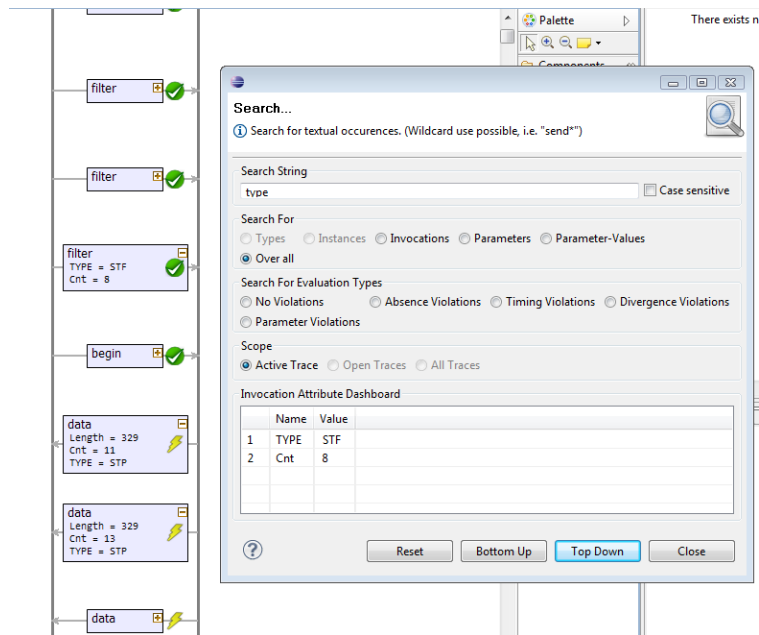 filter
filter
filter
TYPE = STF
Cnt = 8
begin
data
Length = 329
Cnt = 11
TYPE = STP
data
Length = 329
Cnt = 13
TYPE = STP
data
Palette
There exists n
Search...
Search for textual occurences. (Wildcard use possible, i.e. "send*")
Search String
type
Case sensitive
Search For
Types Instances Invocations Parameters Parameter-Values
Over all
Search For Evaluation Types
No Violations Absence Violations Timing Violations Divergence Violations
Parameter Violations
Scope
Active Trace Open Traces All Traces
Invocation Attribute Dashboard
Name Value
1 TYPE STF
2 Cnt 8
Reset Bottom Up Top Down Close